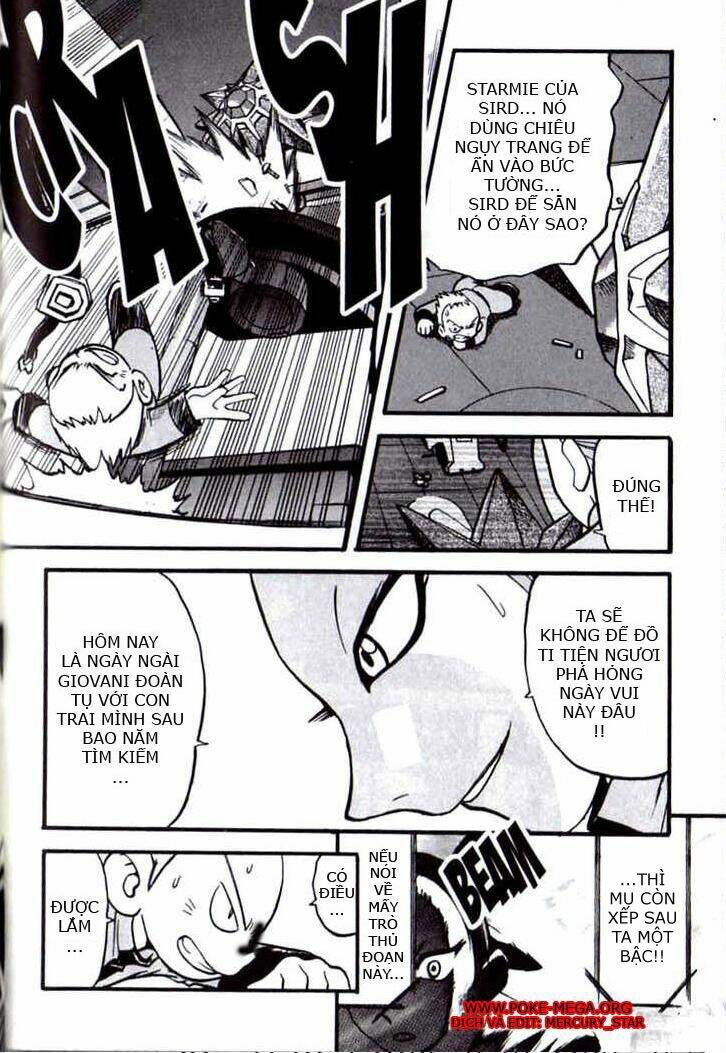 STARMIE CỦA
SIRD... NÓ
DÙNG CHIÊU
NGỤY TRANG ĐỂ
ẨN VÀO BỨC
TƯỜNG...
SIRD ĐỂ SẴN
NÓ Ở ĐÂY SAO?
CRASH
ĐÚNG
THẾ!
TA SẼ
KHÔNG ĐỂ ĐỒ
TI TIỆN NGƯƠI
PHÁ HỎNG
NGÀY VUI
NÀY ĐÂU
!!
HÔM NAY
LÀ NGÀY NGÀI
GIOVANI ĐOÀN
TỤ VỚI CON
TRAI MÌNH SAU
BAO NĂM
TÌM KIẾM
...
ĐƯỢC
LẮM
...
CÓ
ĐIỀU
...
NẾU
NÓI
VỀ
MẤY
TRÒ
THỦ
ĐOẠN
NÀY...
BEAM
...THÌ
MỤ CÒN
XẾP SAU
TA MỘT
BẬC!!
WWW.POKE-MEGA.ORG
DỊCH VÀ EDIT: MERCURY_STAR